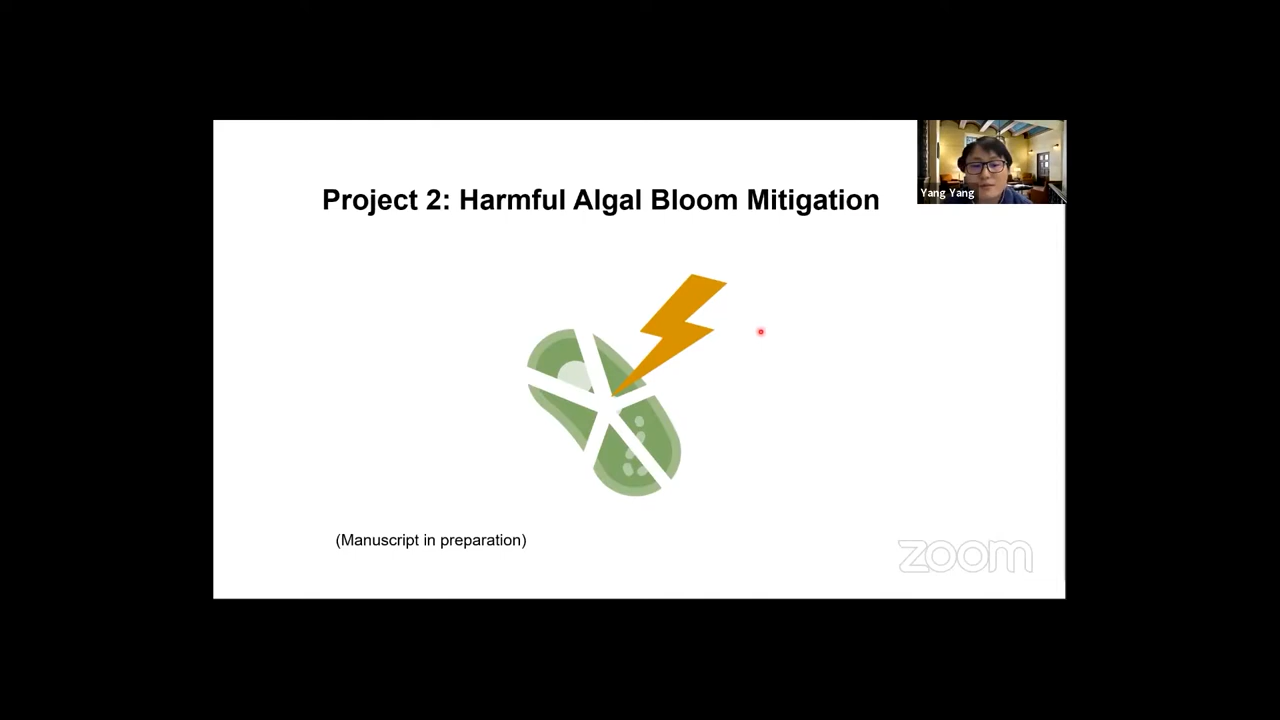 Project 2: Harmful Algal Bloom Mitigation
Yang Yang
(Manuscript in preparation)
zoom